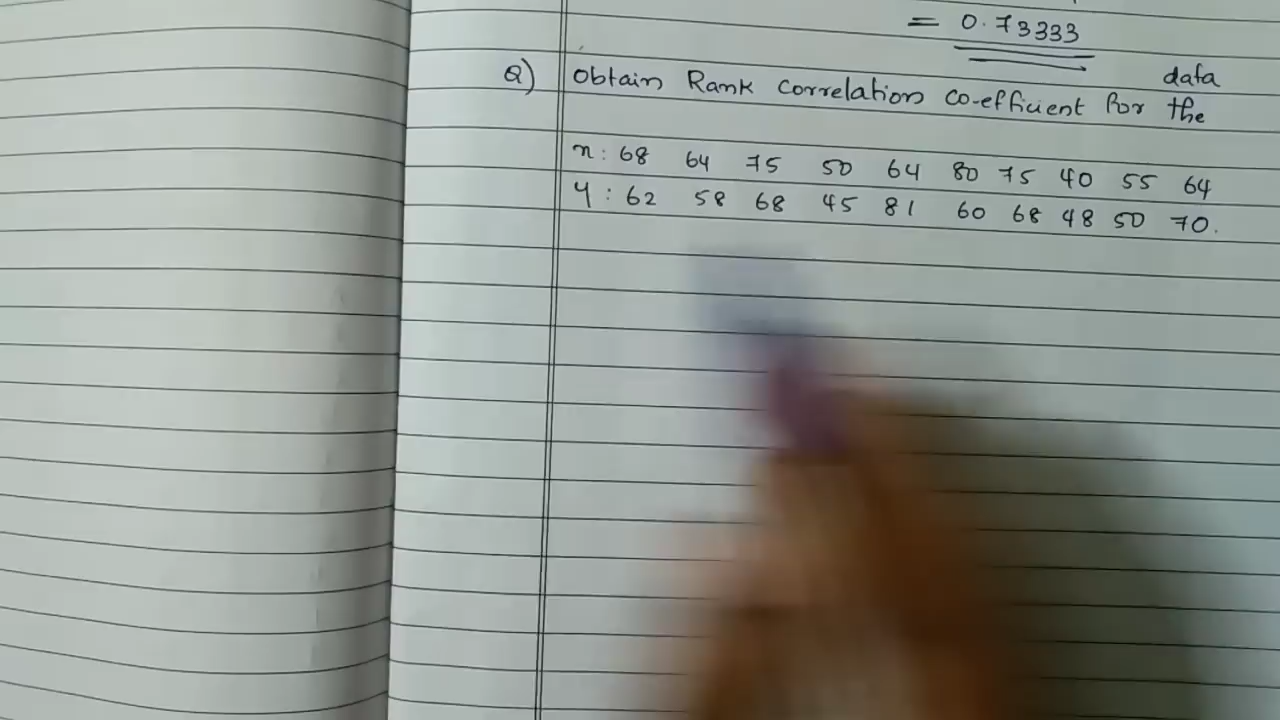 = 0.73333
Q) Obtain Rank Correlation Co-efficient for the data
x: 68 64 75 50 64 80 75 40 55 64
y: 62 58 68 45 81 60 68 48 50 70.